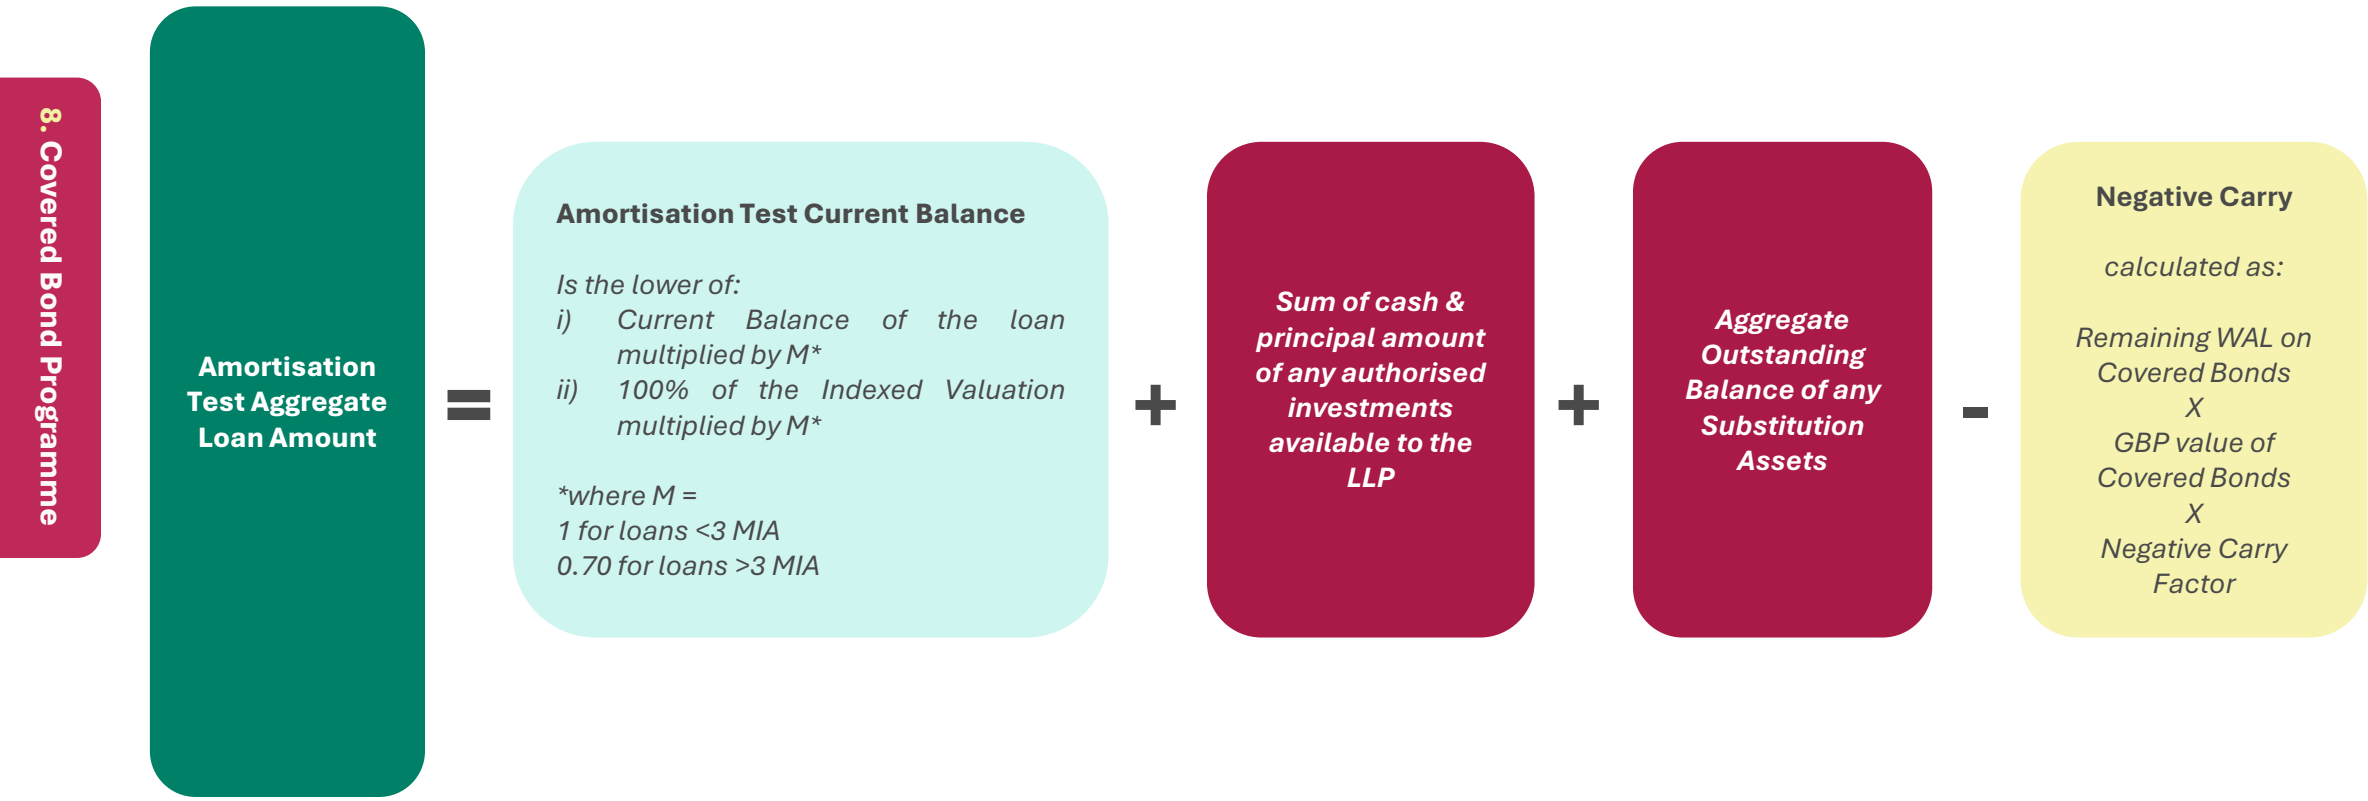 8. Covered Bond Programme
Amortisation
Test Aggregate
Loan Amount
=
Amortisation Test Current Balance
Is the lower of:
i) Current Balance of the loan
multiplied by M*
ii) 100% of the Indexed Valuation
multiplied by M*
*where M =
1 for loans <3 MIA
0.70 for loans >3 MIA
+
Sum of cash &
principal amount
of any authorised
investments
available to the
LLP
+
Aggregate
Outstanding
Balance of any
Substitution
Assets
-
Negative Carry
calculated as:
Remaining WAL on
Covered Bonds
X
GBP value of
Covered Bonds
X
Negative Carry
Factor